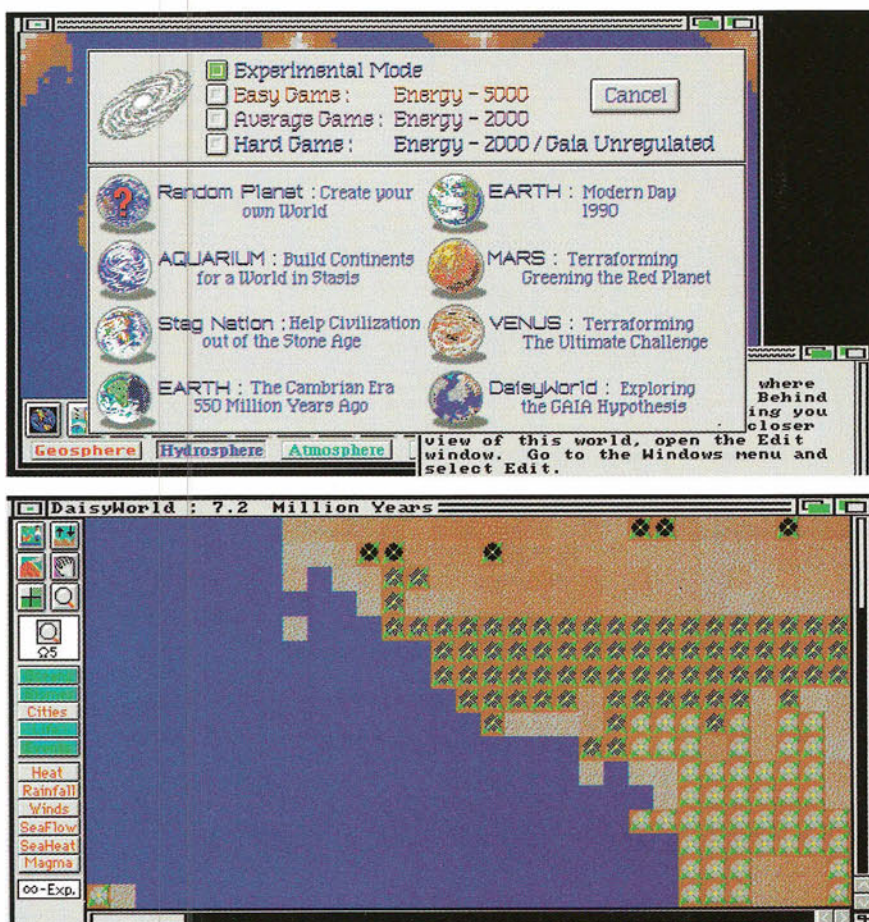 Experimental Mode
Easy Game : Energy - 5000
Average Game : Energy - 2000
Hard Game : Energy - 2000 / Gaia Unregulated
Cancel
Random Planet : Create your
own World
EARTH : Modern Day
1990
AQUARIUM : Build Continents
for a World in Stasis
MARS : Terraforming
Greening the Red Planet
Stag Nation : Help Civilization
out of the Stone Age
VENUS : Terraforming
The Ultimate Challenge
EARTH : The Cambrian Era
550 Million Years Ago
DaisyWorld : Exploring
the GAIA Hypothesis
where
Behind
ing you
closer
view of this world, open the Edit
window. Go to the Windows menu and
select Edit.
Geosphere Hydrosphere Atmosphere
DaisyWorld : 7.2 Million Years
Ω5
Cities
Events
Heat
Rainfall
Winds
SeaFlow
SeaHeat
Magma
∞-Exp.